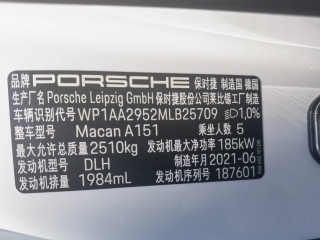 品牌 PORSCHE 保时捷 制造国 德国
生产厂名 Porsche Leipzig GmbH 保时捷股份公司莱比锡工厂制造
车辆识别代号 WP1AA2952MLB25709 1,0%
整车型号 Macan A151 乘坐人数 5
最大允许总质量 2510kg 发动机最大净功率 185kW
发动机型号 DLH 制造年月 2021-06
发动机排量 1984mL 发动机序列号 187601